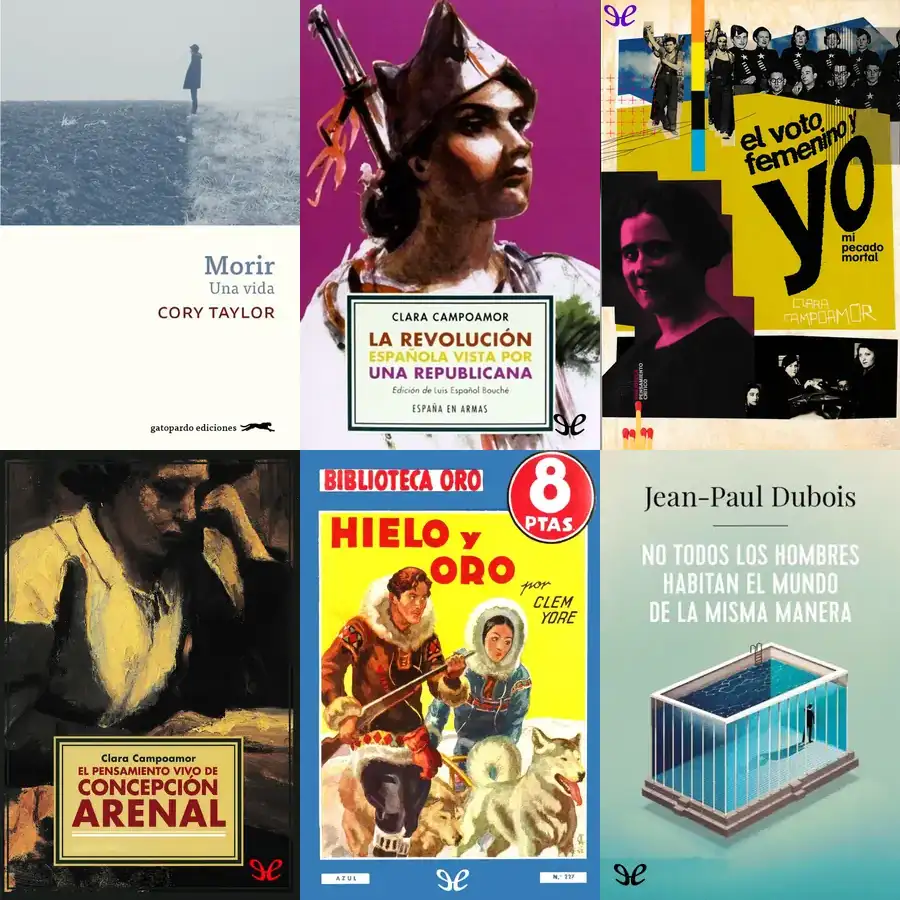 Morir
Una vida
CORY TAYLOR
gatopardo ediciones
CLARA CAMPOAMOR
LA REVOLUCIÓN
ESPAÑOLA VISTA POR
UNA REPUBLICANA
Edición de Luis Español Bouché
ESPAÑA EN ARMAS
el voto
femenino y
yo
mi
pecado
mortal
CLARA
CAMPOAMOR
PENSAMIENTO
CRÍTICO
Clara Campoamor
EL PENSAMIENTO VIVO DE
CONCEPCIÓN
ARENAL
BIBLIOTECA ORO
8
PTAS.
HIELO y
ORO
por
CLEM
YORE
AZUL
N.º 227
Jean-Paul Dubois
NO TODOS LOS HOMBRES
HABITAN EL MUNDO
DE LA MISMA MANERA